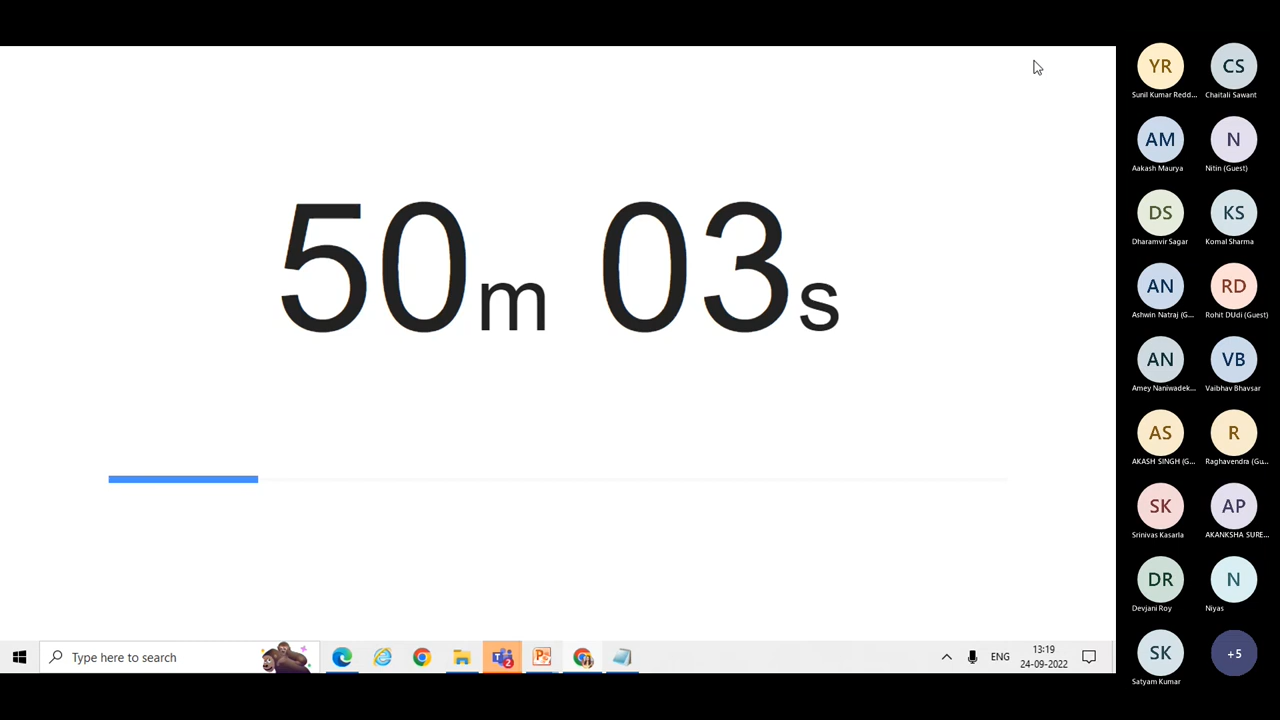 50m 03s
YR
Sunil Kumar Redd...
CS
Chaitali Sawant
AM
Aakash Maurya
N
Nitin (Guest)
DS
Dharamvir Sagar
KS
Komal Sharma
AN
Ashwin Natraj (G...
RD
Rohit DUdi (Guest)
AN
Amey Naniwadek...
VB
Vaibhav Bhavsar
AS
AKASH SINGH (G...
R
Raghavendra (Gu...
SK
Srinivas Kasarla
AP
AKANKSHA SURE...
DR
Devjani Roy
N
Niyas
SK
Satyam Kumar
+5
Type here to search
2
ENG
13:19
24-09-2022